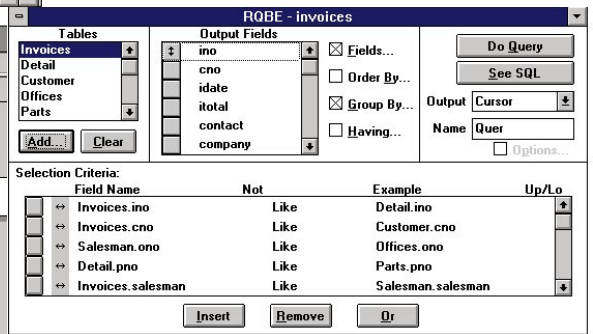 RQBE - invoices
Tables
Invoices
Detail
Customer
Offices
Parts
Add...
Clear
Output Fields
ino
cno
idate
itotal
contact
company
Fields...
Order By...
Group By...
Having...
Do Query
See SQL
Output Cursor
Name Quer
Options...
Selection Criteria:
Field Name Not Example Up/Lo
Invoices.ino Like Detail.ino
Invoices.cno Like Customer.cno
Salesman.ono Like Offices.ono
Detail.pno Like Parts.pno
Invoices.salesman Like Salesman.salesman
Insert Remove Or